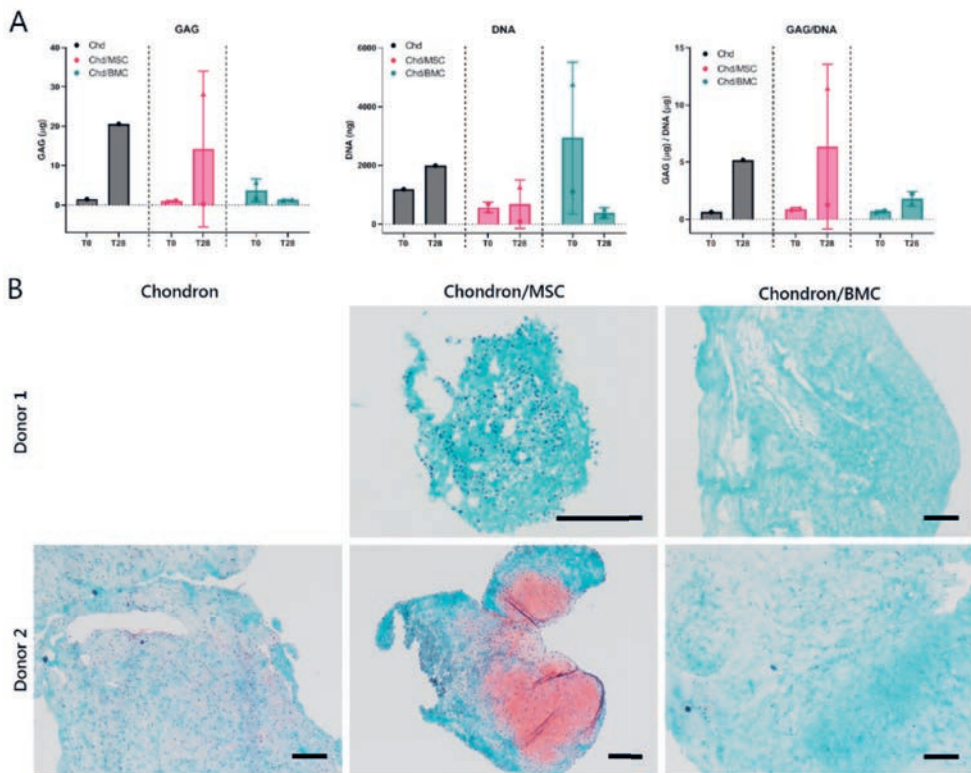 A
GAG
Chd
Chd/MSC
Chd/BMC
GAG (µg)
40
30
20
10
0
T0 T28 T0 T28 T0 T28
DNA
Chd
Chd/MSC
Chd/BMC
DNA (ng)
6000
4000
2000
0
T0 T28 T0 T28 T0 T28
GAG/DNA
Chd
Chd/MSC
Chd/BMC
GAG (µg) / DNA (µg)
15
10
5
0
T0 T28 T0 T28 T0 T28
B
Chondron Chondron/MSC Chondron/BMC
Donor 1
Donor 2